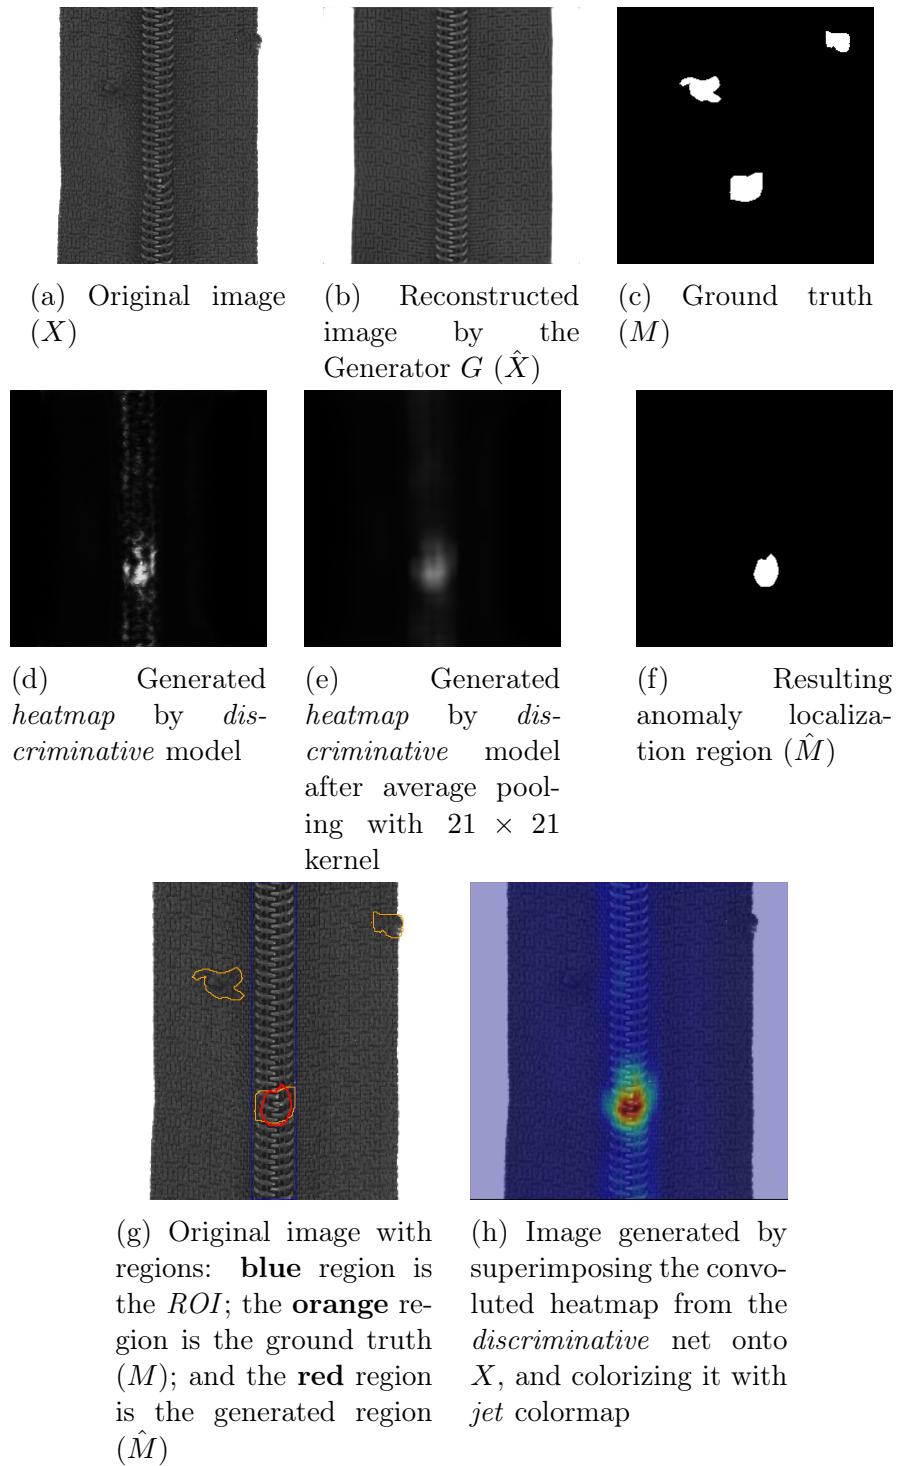 (a) Original image
(X)
(b) Reconstructed
image by the
Generator G (X̂)
(c) Ground truth
(M)
(d) Generated
heatmap by dis-
criminative model
(e) Generated
heatmap by dis-
criminative model
after average pool-
ing with 21 × 21
kernel
(f) Resulting
anomaly localiza-
tion region (M̂)
(g) Original image with
regions: blue region is
the ROI; the orange re-
gion is the ground truth
(M); and the red region
is the generated region
(M̂)
(h) Image generated by
superimposing the convo-
luted heatmap from the
discriminative net onto
X, and colorizing it with
jet colormap